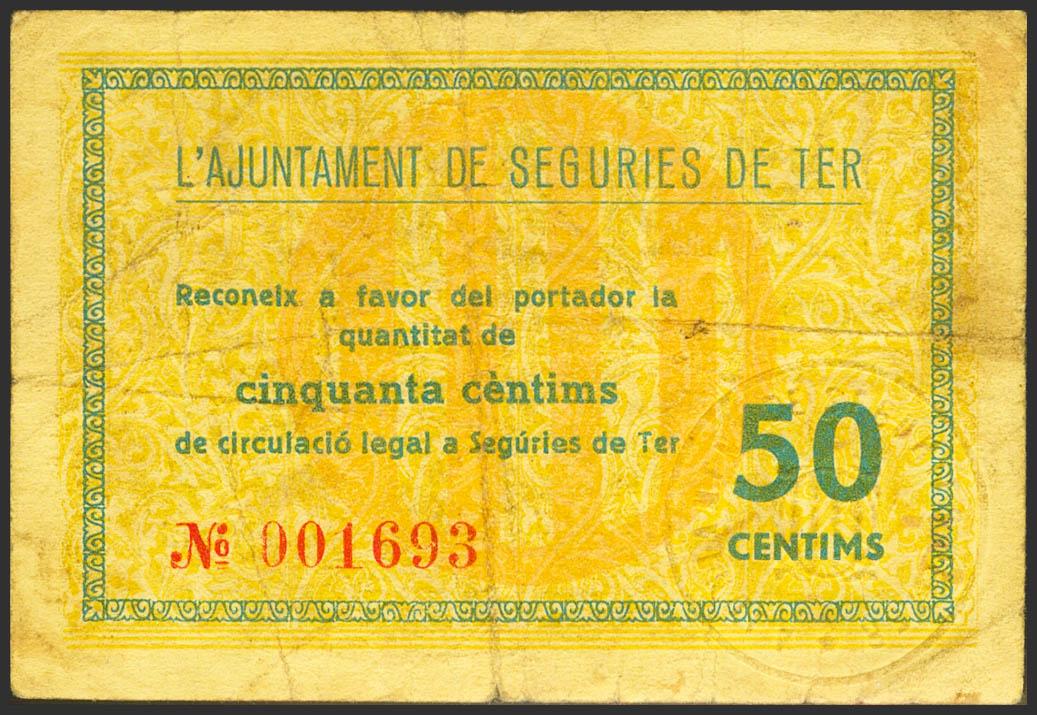 L'AJUNTAMENT DE SEGURIES DE TER
Reconeix a favor del portador la
quantitat de
cinquanta cèntims
de circulació legal a Segúries de Ter
50
CENTIMS
Nº 001693